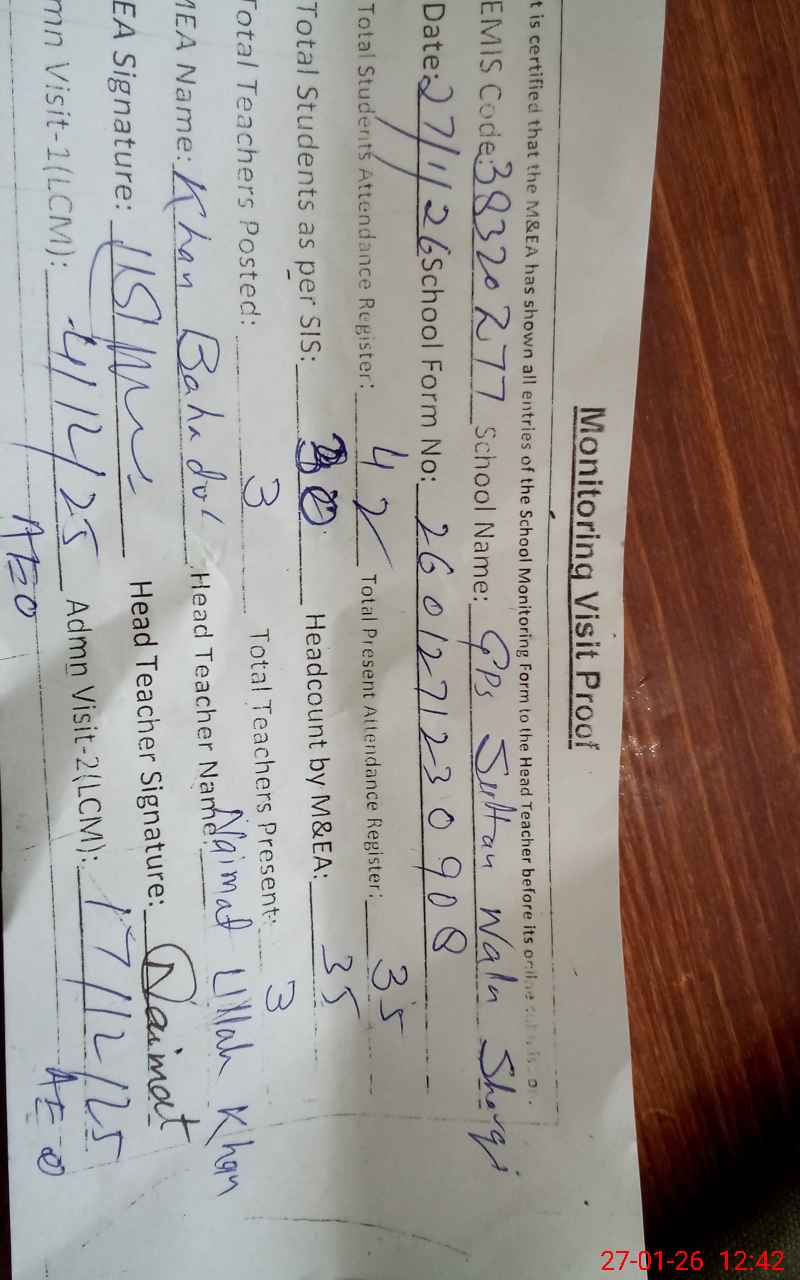 Monitoring Visit Proof
t is certified that the M&EA has shown all entries of the School Monitoring Form to the Head Teacher before its online
EMIS Code: 38320277 School Name: GPS Sultan Wala Sharqi
Date: 27/1/26 School Form No: 2601271230908
Total Students Attendance Register: 42 Total Present Attendance Register: 35
Total Students as per SIS: 30 Headcount by M&EA: 35
Total Teachers Posted: 3 Total Teachers Present: 3
1EA Name: Khan Bahadur Head Teacher Name: Naimat Ullah Khan
EA Signature: Head Teacher Signature: Naimat
mn Visit-1(LCM): 4/12/25 Admn Visit-2(LCM): 17/12/25
AEO AEO
27-01-26 12:42